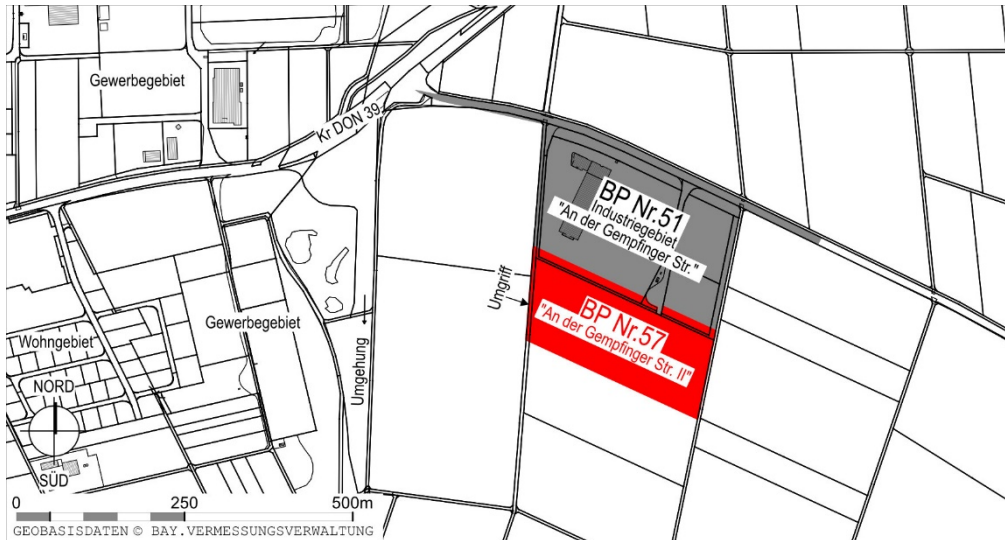 Gewerbegebiet
Kr DON 39
BP Nr.51
Industriegebiet
"An der Gempfinger Str."
Umgriff
BP Nr.57
"An der Gempfinger Str. II"
Gewerbegebiet
Wohngebiet
Umgehung
NORD
SÜD
0 250 500m
GEOBASISDATEN © BAY.VERMESSUNGSVERWALTUNG